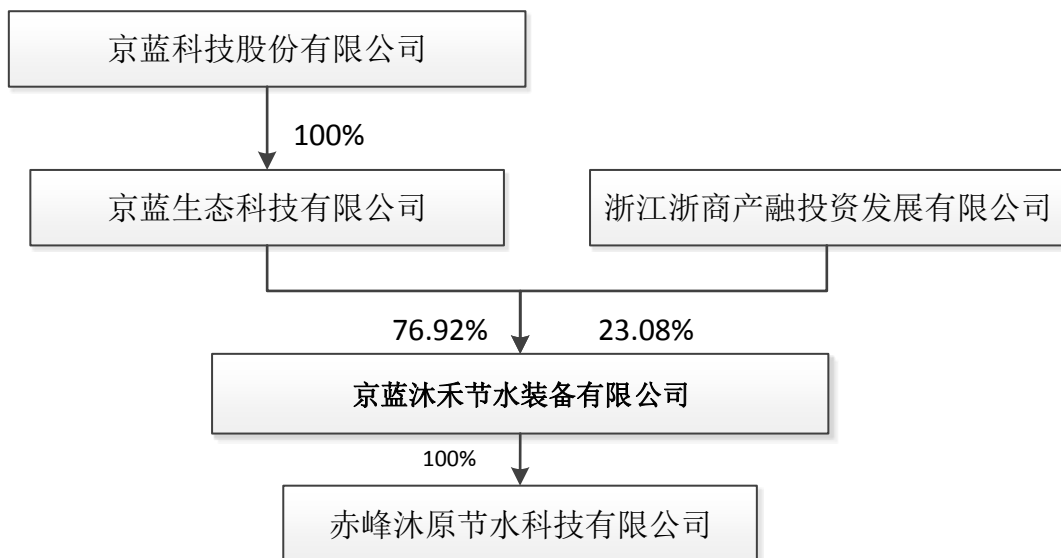 京蓝科技股份有限公司
100%
京蓝生态科技有限公司
浙江浙商产融投资发展有限公司
76.92%
23.08%
京蓝沐禾节水装备有限公司
100%
赤峰沐原节水科技有限公司